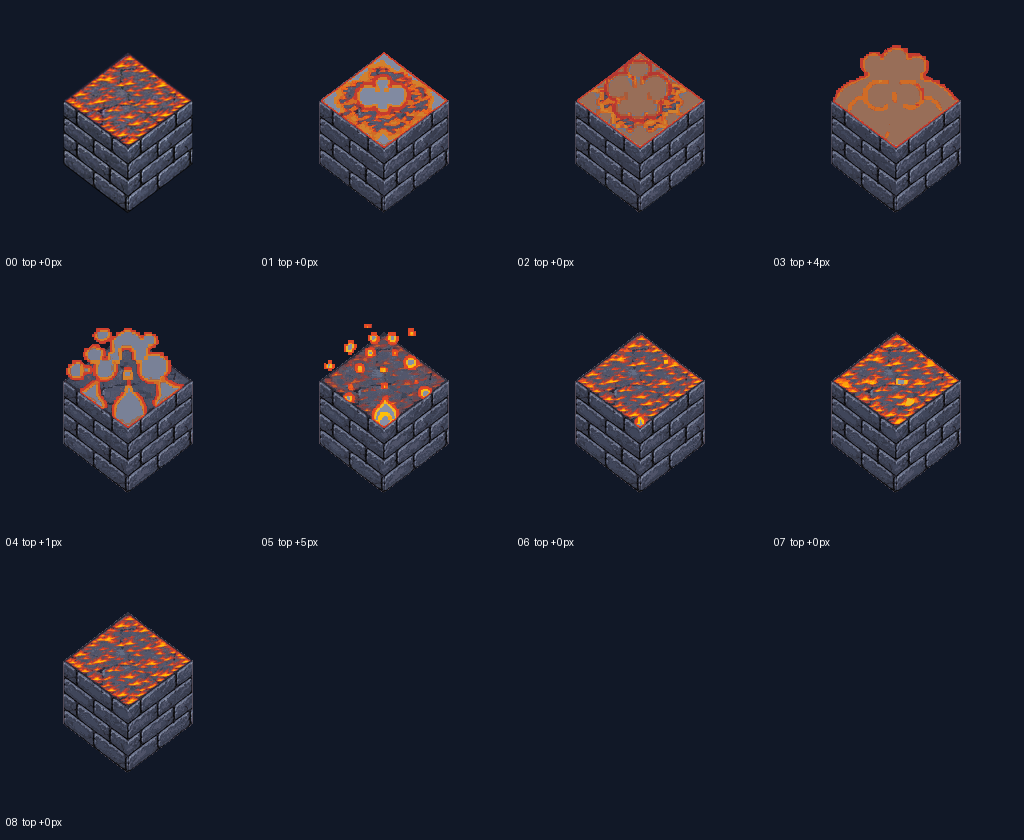 00 top +0px
01 top +0px
02 top +0px
03 top +4px
04 top +1px
05 top +5px
06 top +0px
07 top +0px
08 top +0px